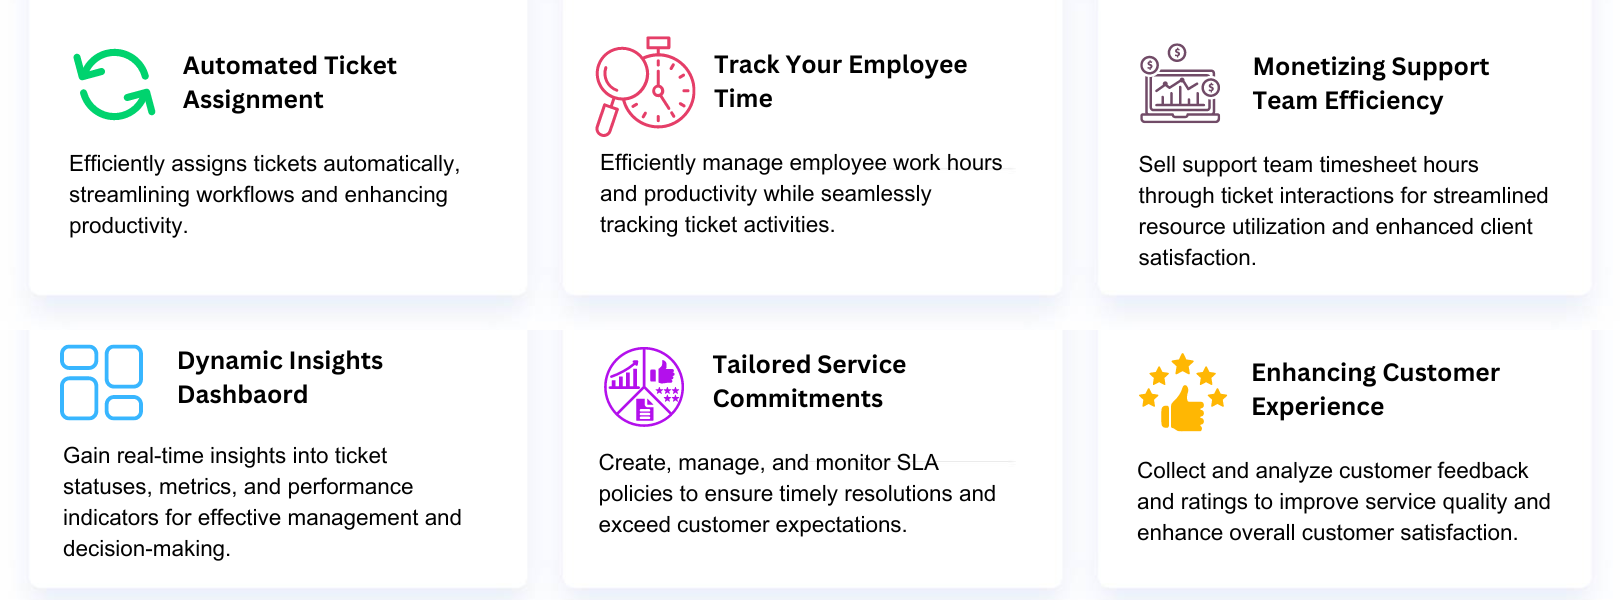 Automated Ticket
Assignment
Efficiently assigns tickets automatically,
streamlining workflows and enhancing
productivity.
Track Your Employee
Time
Efficiently manage employee work hours
and productivity while seamlessly
tracking ticket activities.
Monetizing Support
Team Efficiency
Sell support team timesheet hours
through ticket interactions for streamlined
resource utilization and enhanced client
satisfaction.
Dynamic Insights
Dashbaord
Gain real-time insights into ticket
statuses, metrics, and performance
indicators for effective management and
decision-making.
Tailored Service
Commitments
Create, manage, and monitor SLA
policies to ensure timely resolutions and
exceed customer expectations.
Enhancing Customer
Experience
Collect and analyze customer feedback
and ratings to improve service quality and
enhance overall customer satisfaction.